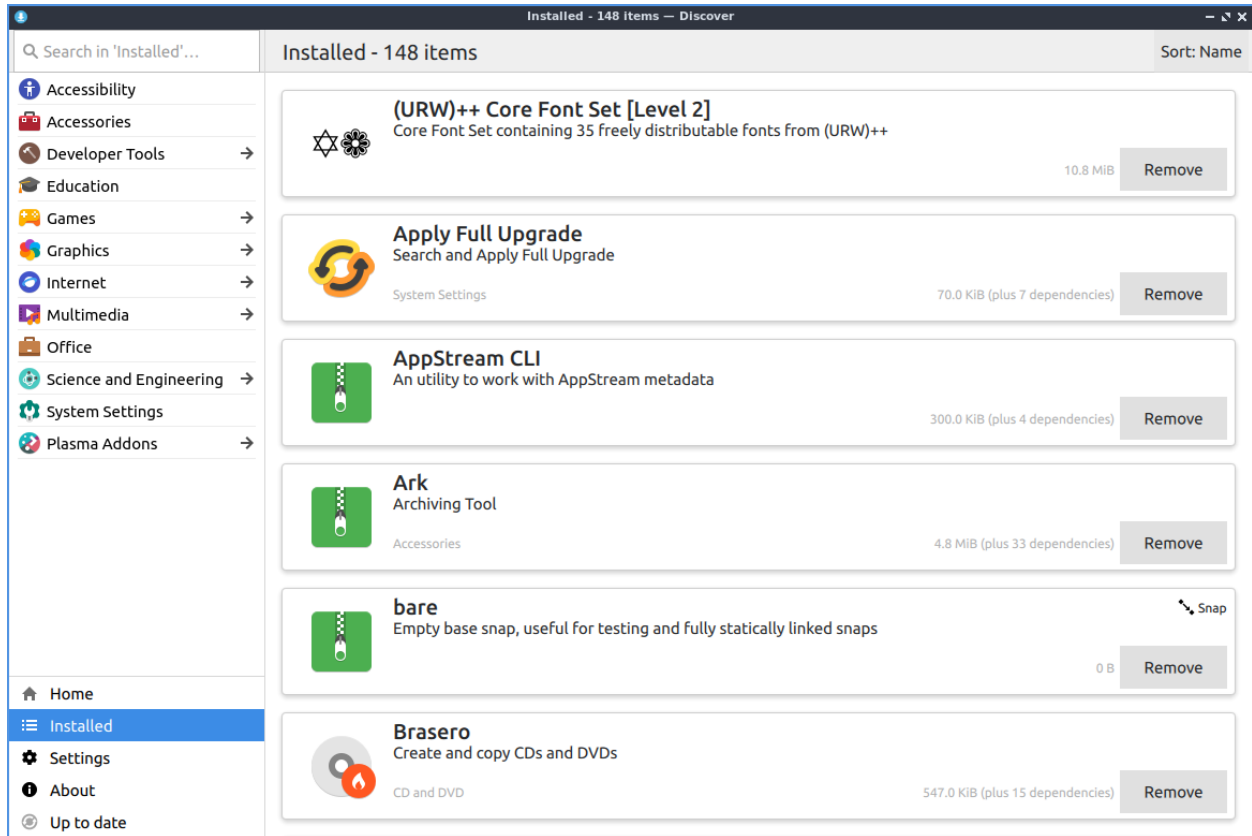 Installed - 148 items — Discover
Search in 'Installed'...
Installed - 148 items
Sort: Name
Accessibility
Accessories
Developer Tools
Education
Games
Graphics
Internet
Multimedia
Office
Science and Engineering
System Settings
Plasma Addons
Home
Installed
Settings
About
Up to date
(URW)++ Core Font Set [Level 2]
Core Font Set containing 35 freely distributable fonts from (URW)++
10.8 MiB
Remove
Apply Full Upgrade
Search and Apply Full Upgrade
System Settings
70.0 KiB (plus 7 dependencies)
Remove
AppStream CLI
An utility to work with AppStream metadata
300.0 KiB (plus 4 dependencies)
Remove
Ark
Archiving Tool
Accessories
4.8 MiB (plus 33 dependencies)
Remove
bare
Snap
Empty base snap, useful for testing and fully statically linked snaps
0 B
Remove
Brasero
Create and copy CDs and DVDs
CD and DVD
547.0 KiB (plus 15 dependencies)
Remove